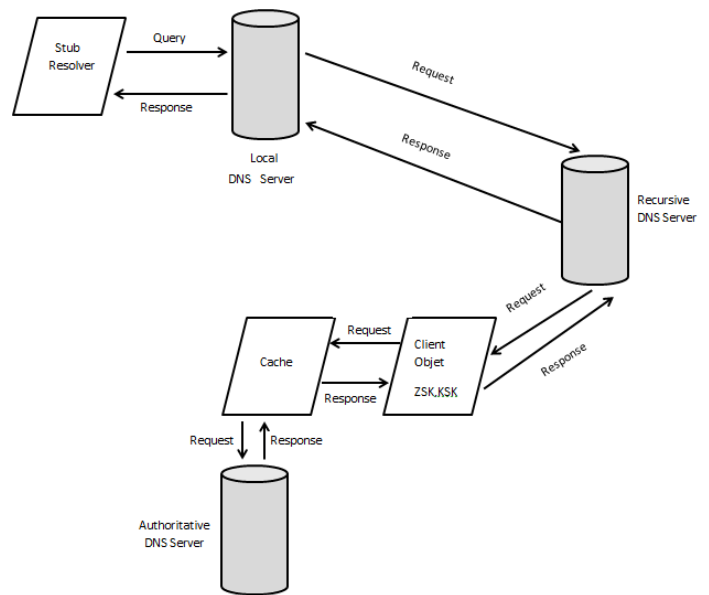 Stub
Resolver
Query
Response
Local
DNS Server
Request
Response
Recursive
DNS Server
Request
Response
Client
Objet
ZSK,KSK
Request
Response
Cache
Request
Response
Authoritative
DNS Server